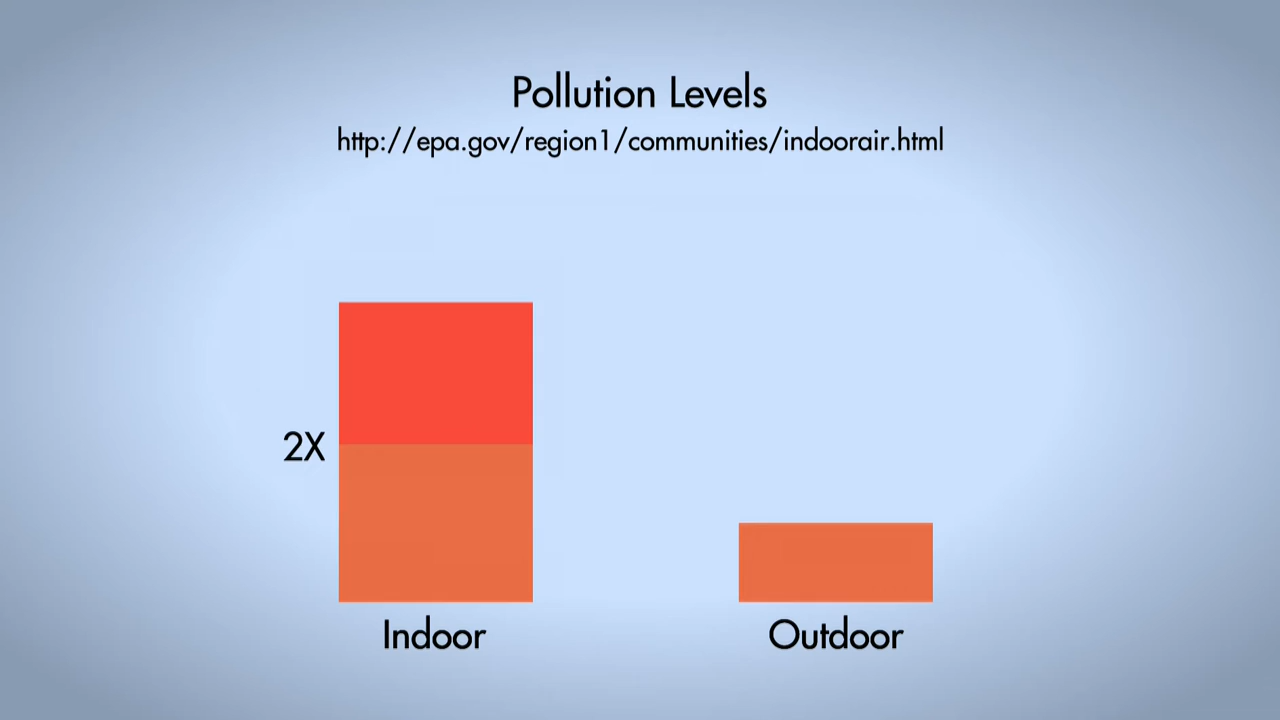 Pollution Levels
http://epa.gov/region1/communities/indoorair.html
2X
Indoor
Outdoor